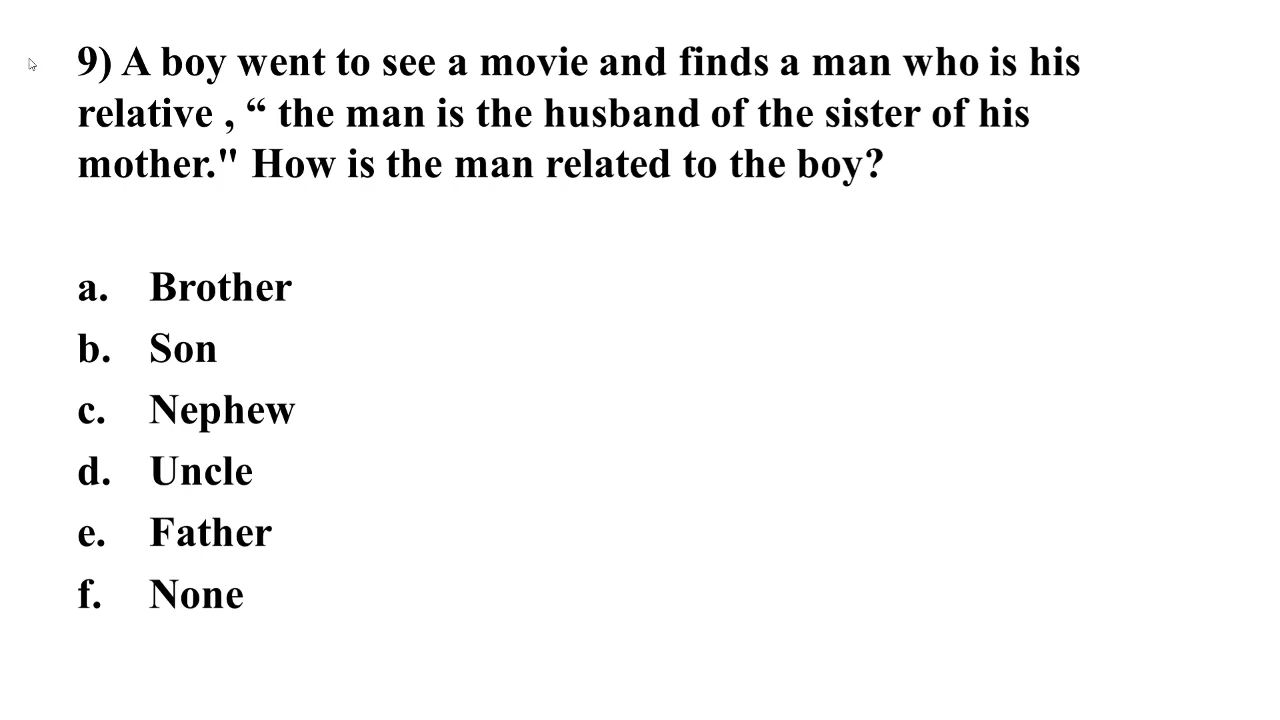 9) A boy went to see a movie and finds a man who is his
relative , “ the man is the husband of the sister of his
mother." How is the man related to the boy?
a. Brother
b. Son
c. Nephew
d. Uncle
e. Father
f. None